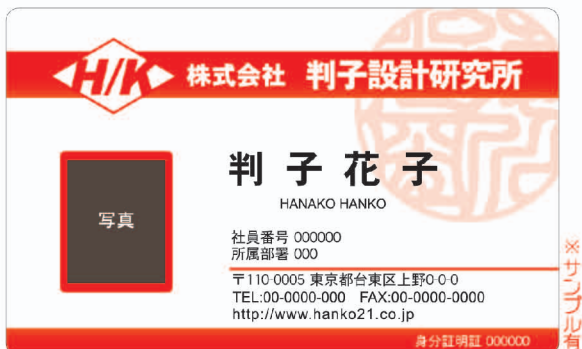 H/K 株式会社 判子設計研究所
写真
判子花子
HANAKO HANKO
社員番号 000000
所属部署 000
〒110-0005 東京都台東区上野0-0-0
TEL:00-0000-000 FAX:00-0000-0000
http://www.hanko21.co.jp
身分証明証 000000
※サンプル有